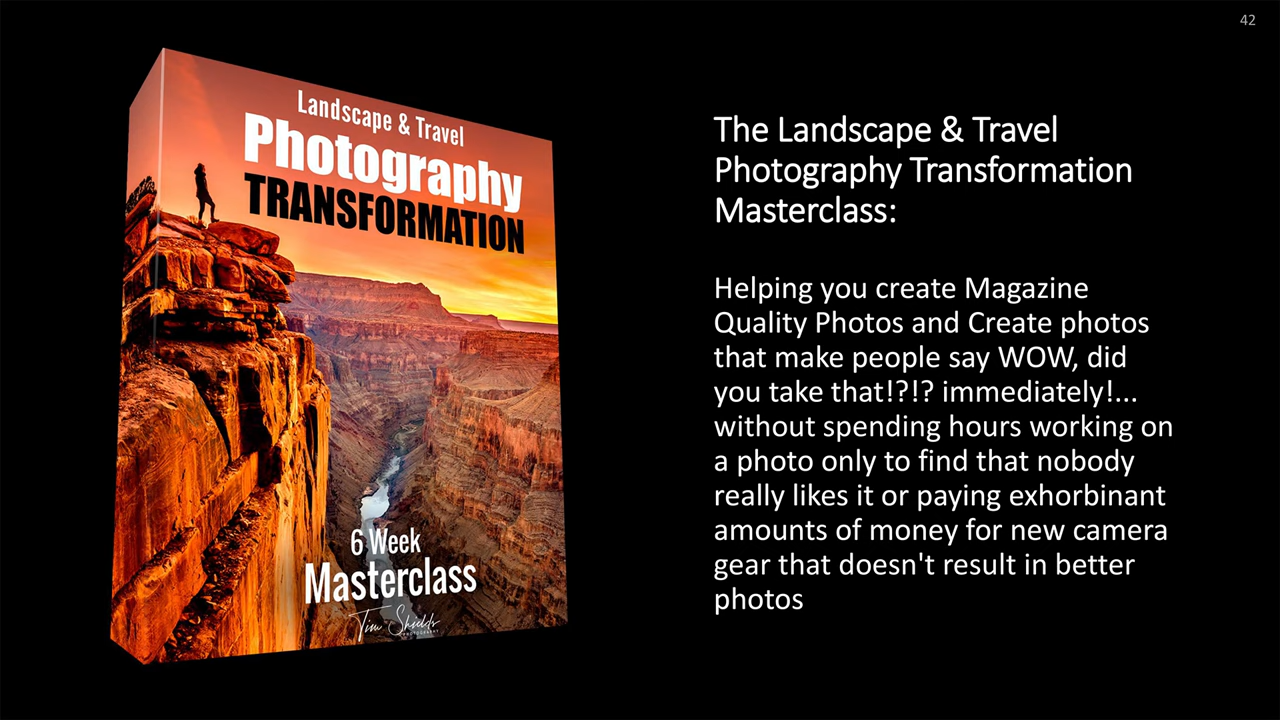 42
Landscape & Travel
Photography
TRANSFORMATION
6 Week
Masterclass
Tim Shields
PHOTOGRAPHY
The Landscape & Travel
Photography Transformation
Masterclass:
Helping you create Magazine
Quality Photos and Create photos
that make people say WOW, did
you take that!?!? immediately!...
without spending hours working on
a photo only to find that nobody
really likes it or paying exhorbinant
amounts of money for new camera
gear that doesn't result in better
photos